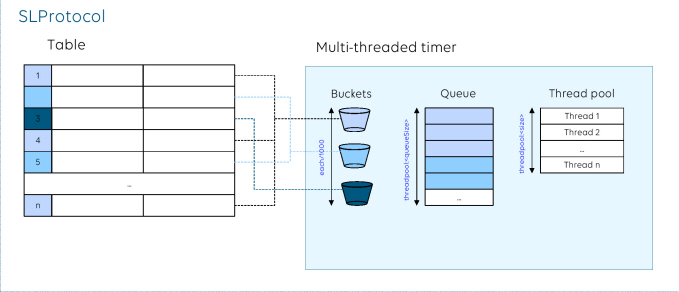 SLProtocol
Table
Multi-threaded timer
Buckets
Queue
Thread pool
1
3
4
5
...
n
each/1000
threadpool:<queueSize>
...
threadpool:<size>
Thread 1
Thread 2
...
Thread n